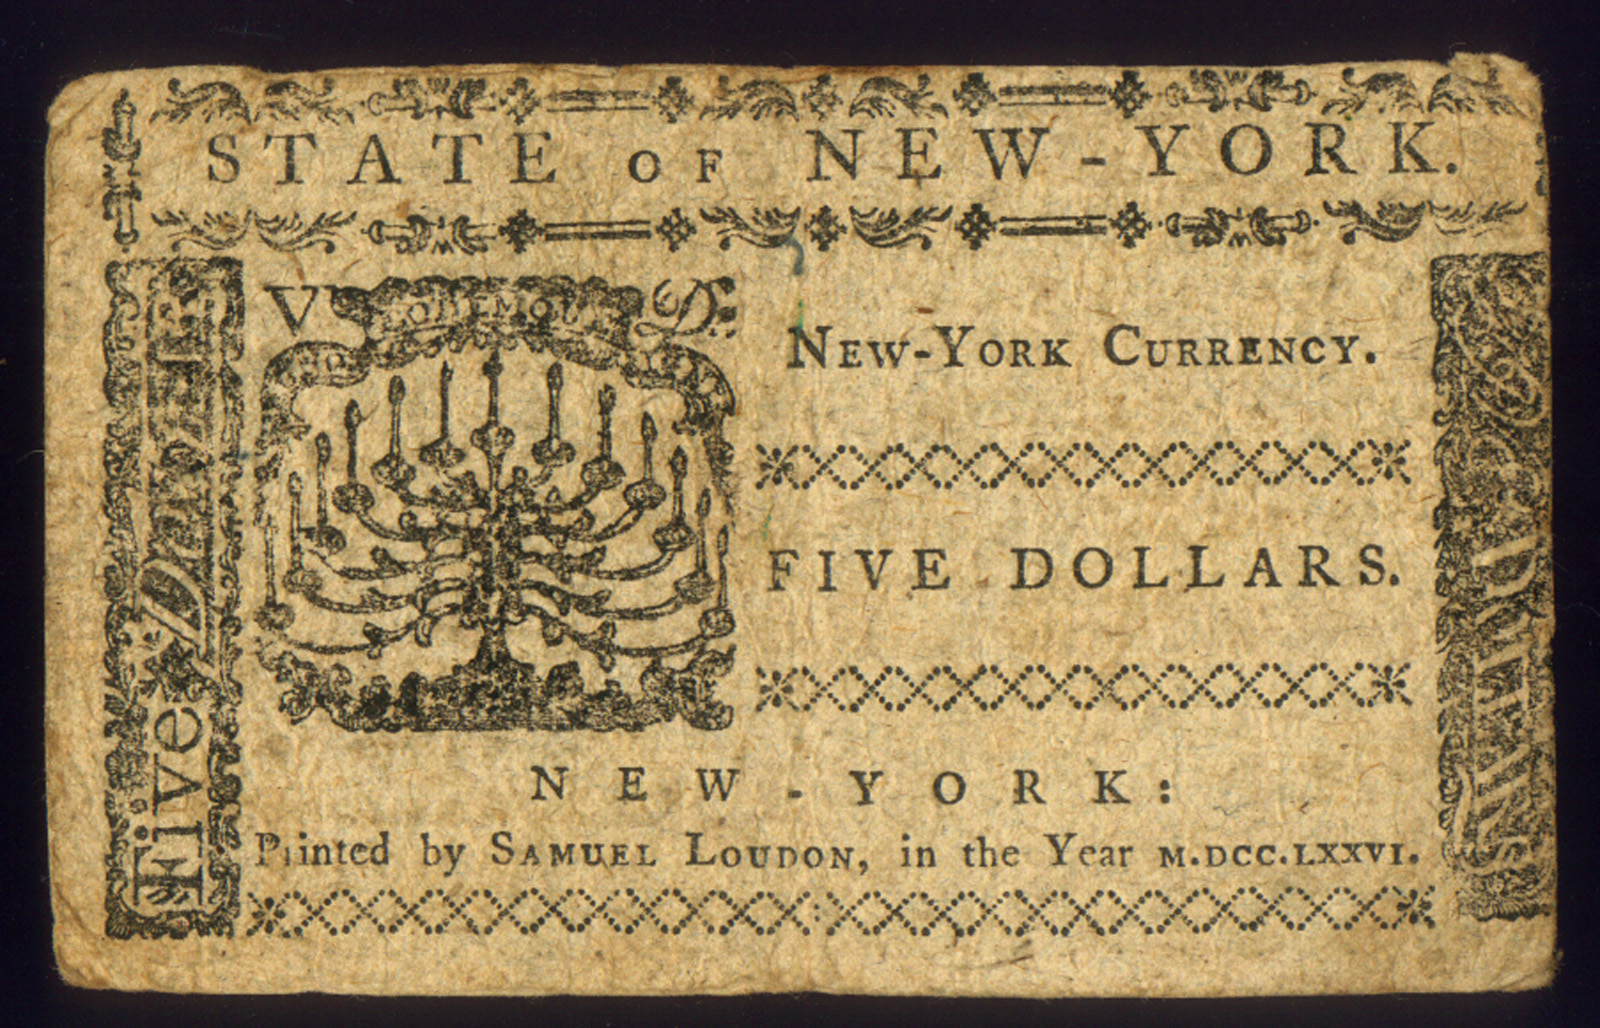 STATE OF NEW-YORK.
V D.
NEW-YORK CURRENCY.
FIVE DOLLARS.
NEW-YORK:
Printed by SAMUEL LOUDON, in the Year M.DCC.LXXVI.
Five